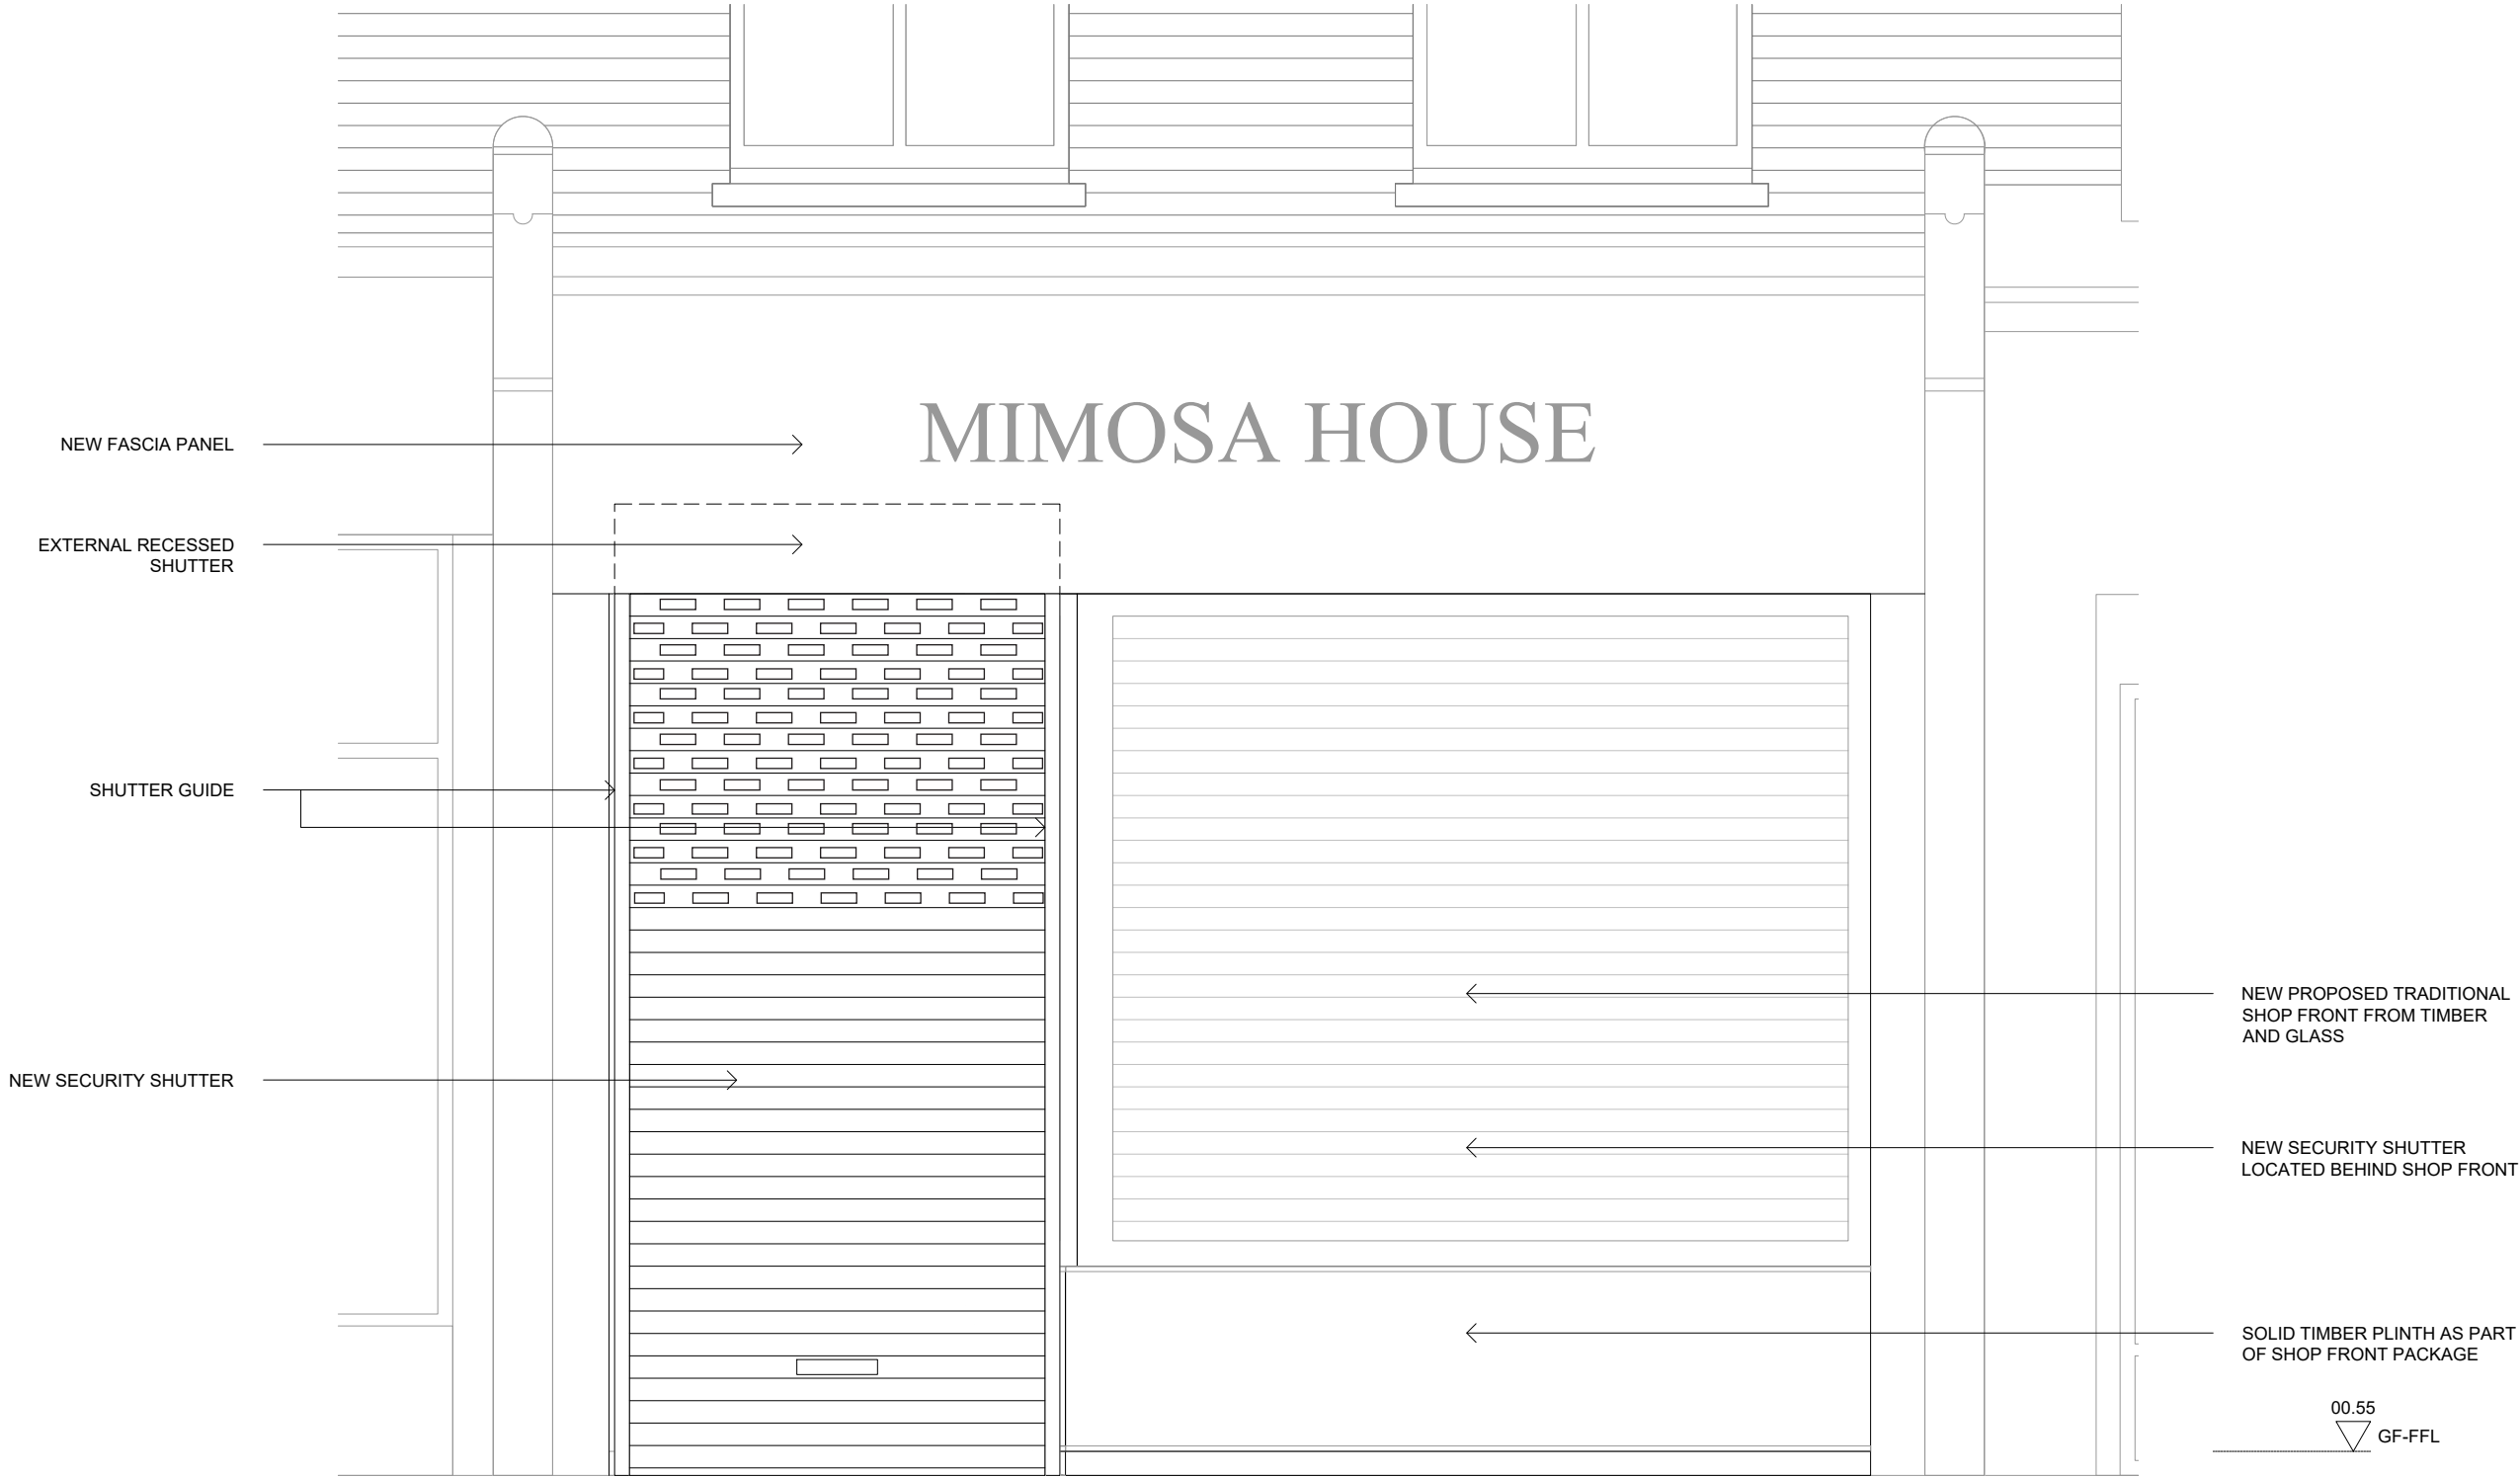 MIMOSA HOUSE
NEW FASCIA PANEL
EXTERNAL RECESSED
SHUTTER
SHUTTER GUIDE
NEW SECURITY SHUTTER
NEW PROPOSED TRADITIONAL
SHOP FRONT FROM TIMBER
AND GLASS
NEW SECURITY SHUTTER
LOCATED BEHIND SHOP FRONT
SOLID TIMBER PLINTH AS PART
OF SHOP FRONT PACKAGE
00.55
GF-FFL